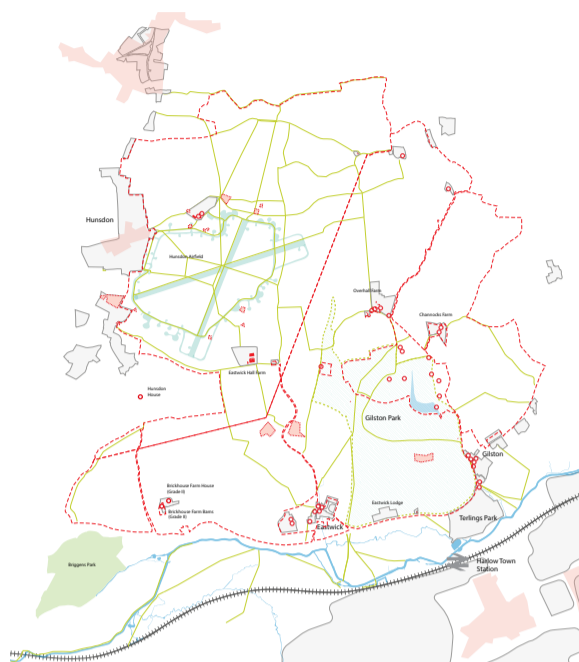 Hunsdon
Hunsdon Airfield
Overhall Farm
Channocks Farm
Eastwick Hall Farm
Hunsdon
House
Gilston Park
Gilston
Brickhouse Farm House
(Grade II)
Brickhouse Farm Barns
(Grade II)
Eastwick Lodge
Terlings Park
Eastwick
Briggens Park
Harlow Town
Station